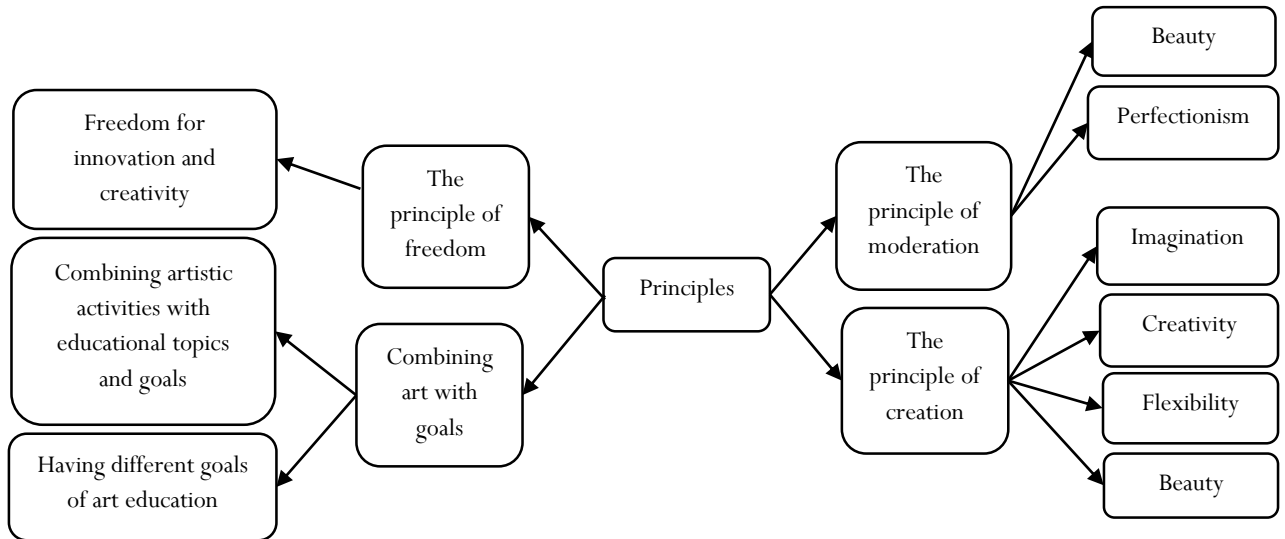 Freedom for
innovation and
creativity
Combining artistic
activities with
educational topics
and goals
Having different goals
of art education
The
principle of
freedom
Combining
art with
goals
Principles
The
principle of
moderation
The
principle of
creation
Beauty
Perfectionism
Imagination
Creativity
Flexibility
Beauty